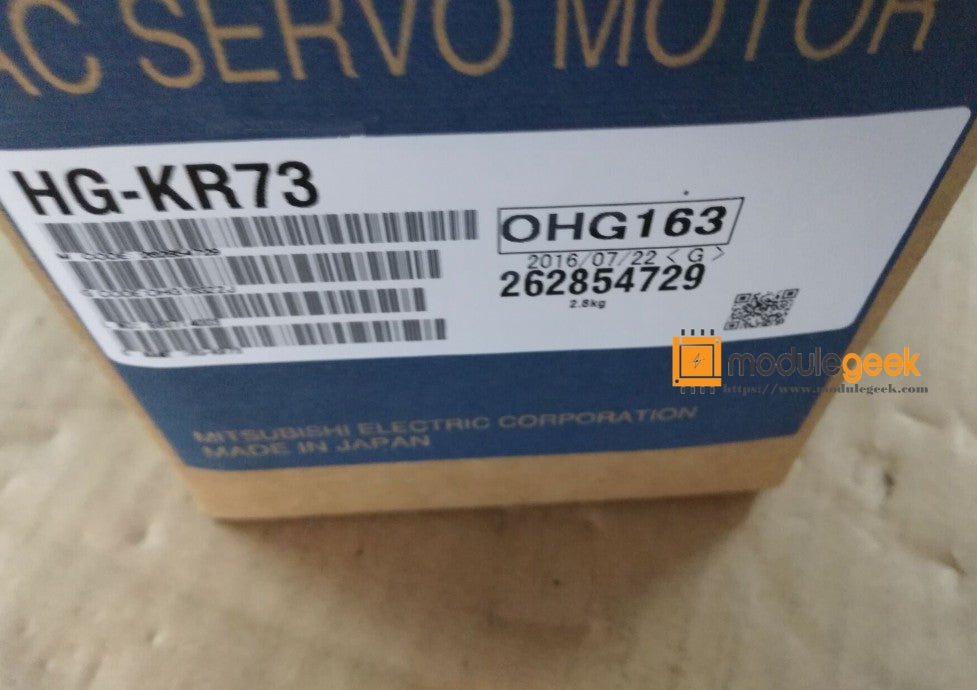 AC SERVO MOTOR
HG-KR73
OHG163
2016/07/22 < G >
262854729
2.8kg
modulegeek
https://www.modulegeek.com
MITSUBISHI ELECTRIC CORPORATION
MADE IN JAPAN